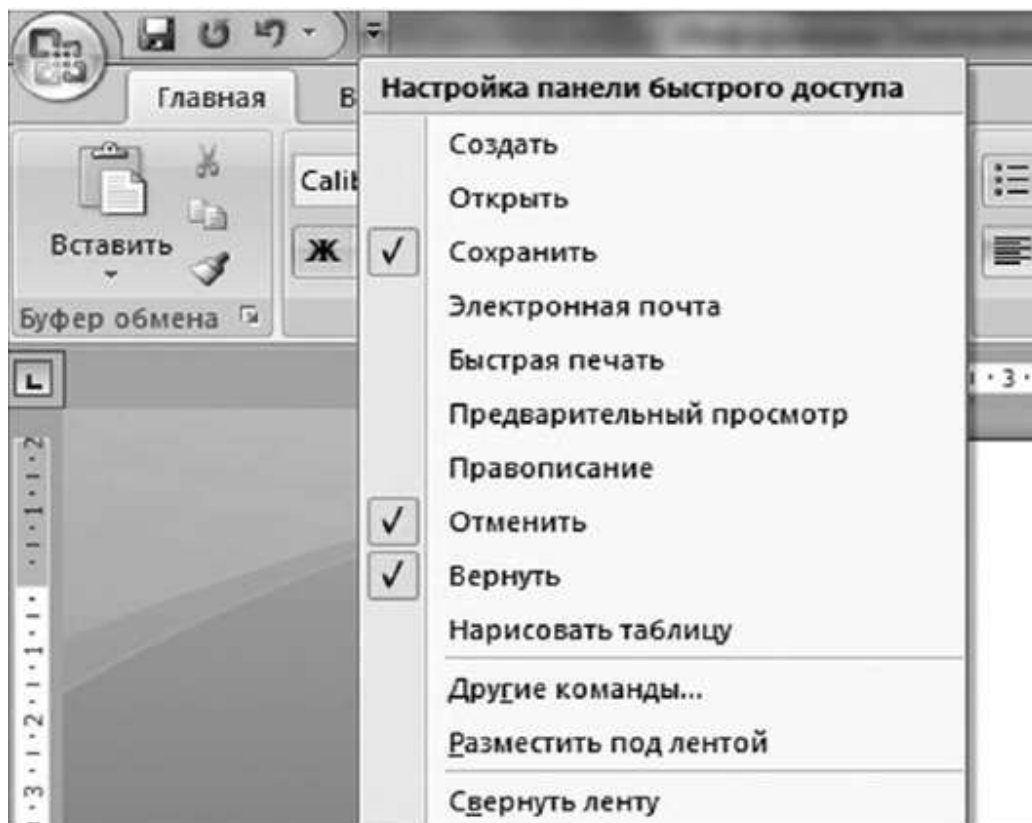 Главная
Вставить
Буфер обмена
Calib
Ж
Настройка панели быстрого доступа
Создать
Открыть
Сохранить
Электронная почта
Быстрая печать
Предварительный просмотр
Правописание
Отменить
Вернуть
Нарисовать таблицу
Другие команды...
Разместить под лентой
Свернуть ленту